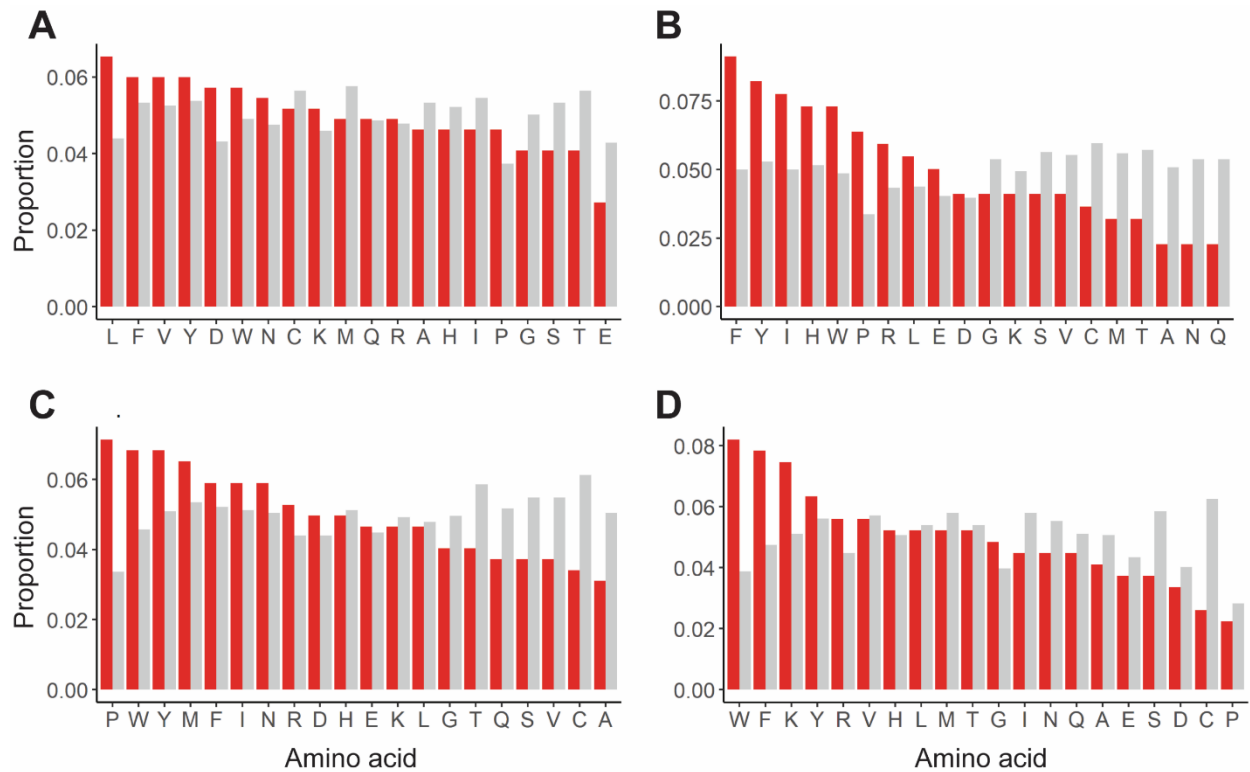 A
Proportion
0.06
0.04
0.02
0.00
L F V Y D W N C K M Q R A H I P G S T E
B
0.075
0.050
0.025
0.000
F Y I H W P R L E D G K S V C M T A N Q
C
.
Proportion
0.06
0.04
0.02
0.00
P W Y M F I N R D H E K L G T Q S V C A
Amino acid
D
0.08
0.06
0.04
0.02
0.00
W F K Y R V H L M T G I N Q A E S D C P
Amino acid